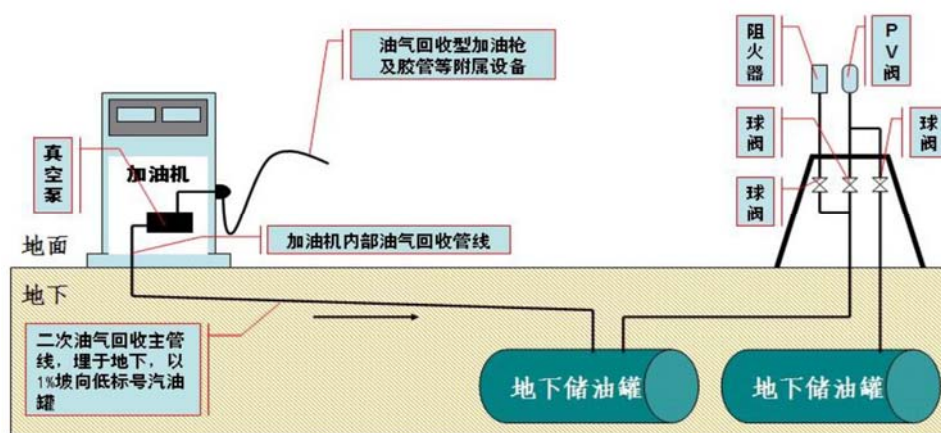 油气回收型加油枪
及胶管等附属设备
阻
火
器
P
V
阀
真
空
泵
加油机
球
阀
球
阀
球
阀
加油机内部油气回收管线
地面
地下
二次油气回收主管
线，埋于地下，以
1%坡向低标号汽油
罐
地下储油罐
地下储油罐